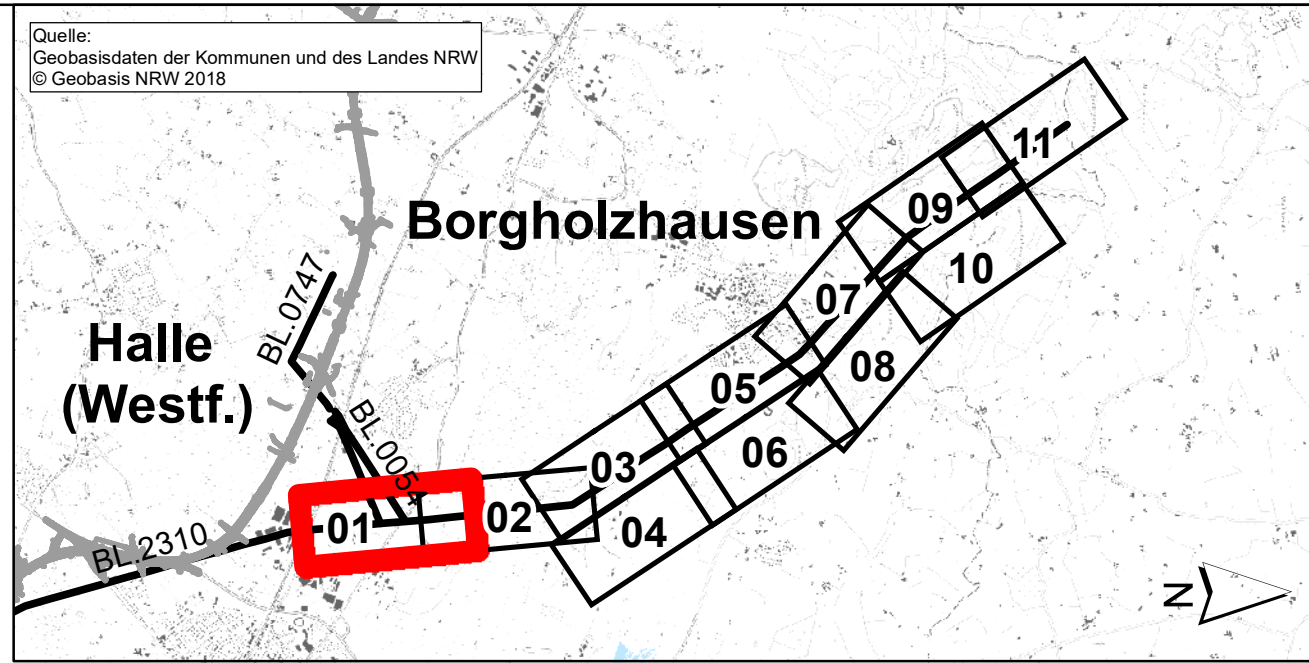 Quelle:
Geobasisdaten der Kommunen und des Landes NRW
© Geobasis NRW 2018
Borgholzhausen
Halle
(Westf.)
BL.0747
BL.0054
BL.2310
01
02
03
04
05
06
07
08
09
10
11
N